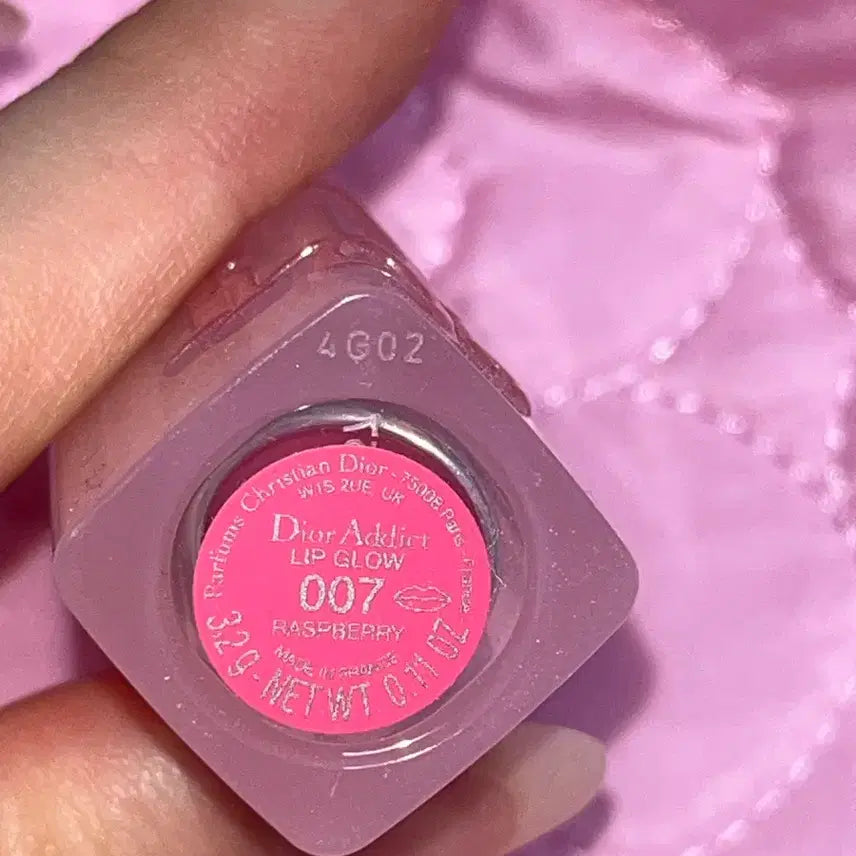 4G02
Parfums Christian Dior - 75008 Paris - France
W1S 2UE, UK
Dior Addict
LIP GLOW
007
RASPBERRY
MADE IN FRANCE
3,2 g - NET WT 0.11 OZ